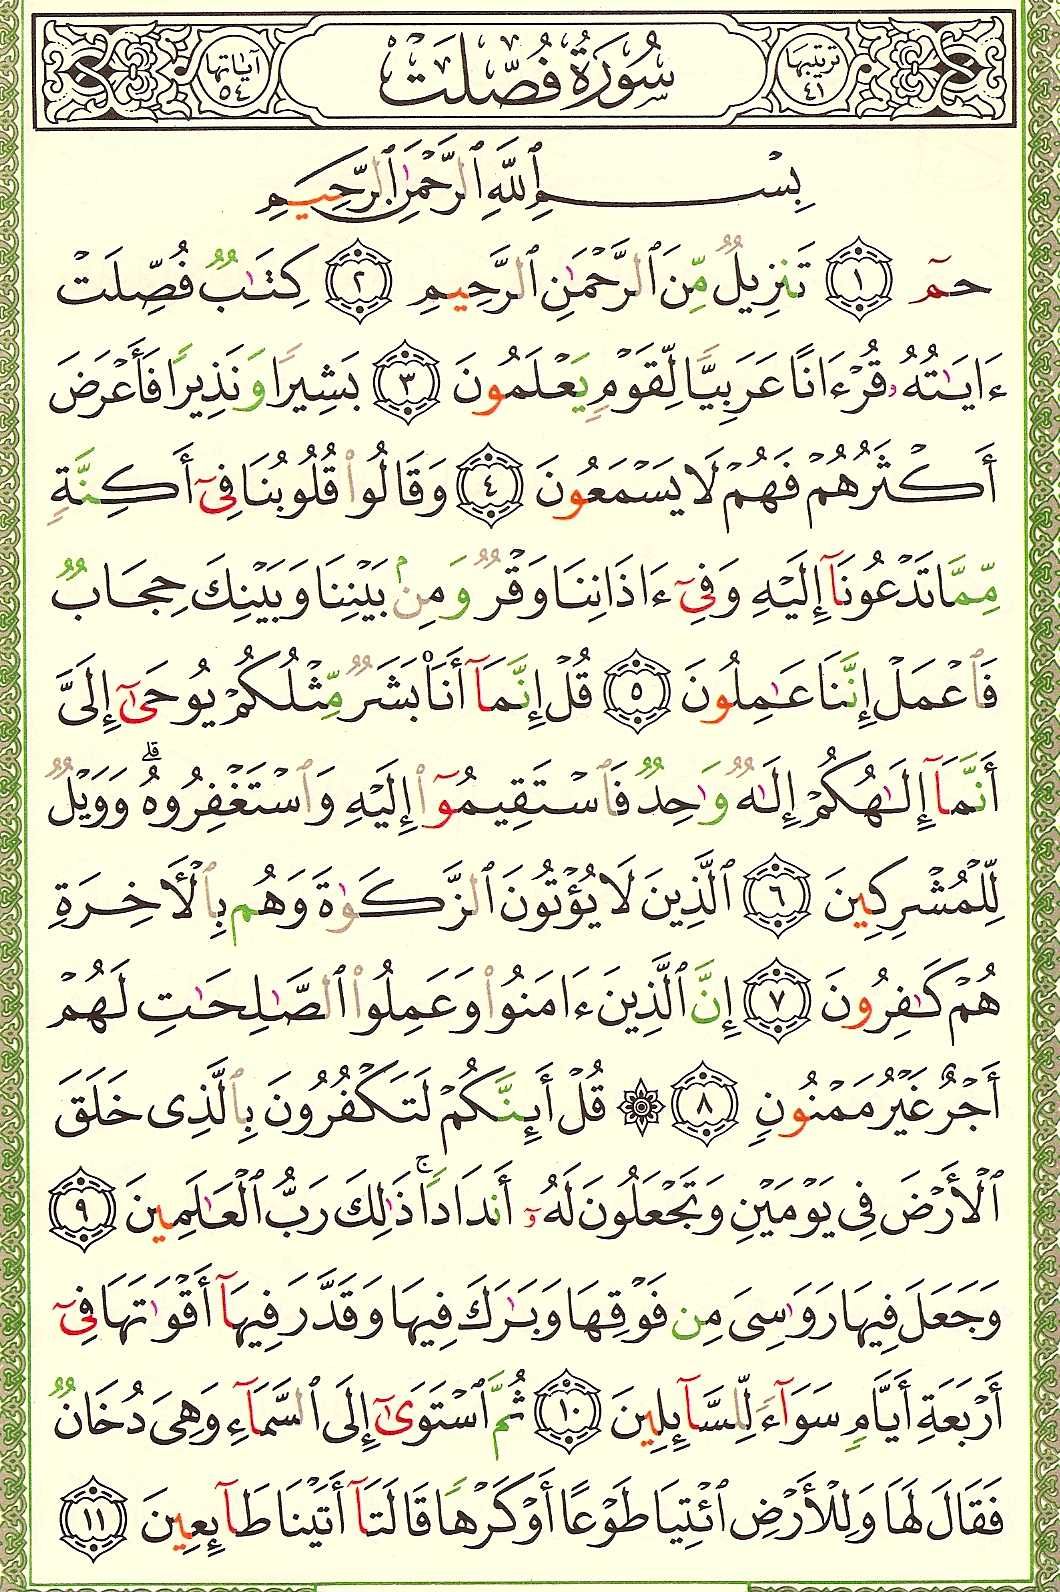 ترتيبها ٤١ سُورَةُ فُصِّلَتْ آياتها ٥٤
بِسْمِ ٱللَّهِ ٱلرَّحْمَٰنِ ٱلرَّحِيمِ
حمٓ ١ تَنزِيلٌ مِّنَ ٱلرَّحْمَٰنِ ٱلرَّحِيمِ ٢ كِتَٰبٌ فُصِّلَتْ
ءَايَٰتُهُۥ قُرْءَانًا عَرَبِيًّا لِّقَوْمٍ يَعْلَمُونَ ٣ بَشِيرًا وَنَذِيرًا فَأَعْرَضَ
أَكْثَرُهُمْ فَهُمْ لَا يَسْمَعُونَ ٤ وَقَالُوا۟ قُلُوبُنَا فِىٓ أَكِنَّةٍ
مِّمَّا تَدْعُونَآ إِلَيْهِ وَفِىٓ ءَاذَانِنَا وَقْرٌ وَمِنۢ بَيْنِنَا وَبَيْنِكَ حِجَابٌ
فَٱعْمَلْ إِنَّنَا عَٰمِلُونَ ٥ قُلْ إِنَّمَآ أَنَا۠ بَشَرٌ مِّثْلُكُمْ يُوحَىٰٓ إِلَىَّ
أَنَّمَآ إِلَٰهُكُمْ إِلَٰهٌ وَٰحِدٌ فَٱسْتَقِيمُوٓا۟ إِلَيْهِ وَٱسْتَغْفِرُوهُ ۗ وَوَيْلٌ
لِّلْمُشْرِكِينَ ٦ ٱلَّذِينَ لَا يُؤْتُونَ ٱلزَّكَوٰةَ وَهُم بِٱلْأَخِرَةِ
هُمْ كَٰفِرُونَ ٧ إِنَّ ٱلَّذِينَ ءَامَنُوا۟ وَعَمِلُوا۟ ٱلصَّٰلِحَٰتِ لَهُمْ
أَجْرٌ غَيْرُ مَمْنُونٍ ٨ ۞ قُلْ أَئِنَّكُمْ لَتَكْفُرُونَ بِٱلَّذِى خَلَقَ
ٱلْأَرْضَ فِى يَوْمَيْنِ وَتَجْعَلُونَ لَهُۥٓ أَندَادًا ۚ ذَٰلِكَ رَبُّ ٱلْعَٰلَمِينَ ٩
وَجَعَلَ فِيهَا رَوَٰسِىَ مِن فَوْقِهَا وَبَٰرَكَ فِيهَا وَقَدَّرَ فِيهَآ أَقْوَٰتَهَا فِىٓ
أَرْبَعَةِ أَيَّامٍ سَوَآءً لِّلسَّآئِلِينَ ١٠ ثُمَّ ٱسْتَوَىٰٓ إِلَى ٱلسَّمَآءِ وَهِىَ دُخَانٌ
فَقَالَ لَهَا وَلِلْأَرْضِ ٱئْتِيَا طَوْعًا أَوْ كَرْهًا قَالَتَآ أَتَيْنَا طَآئِعِينَ ١١